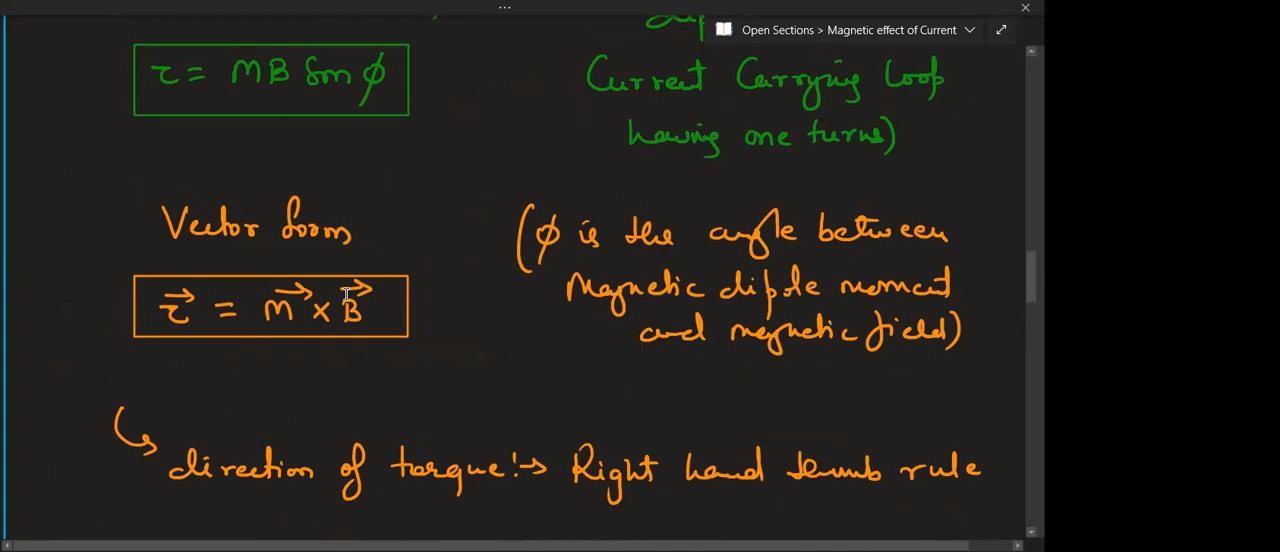 Open Sections > Magnetic effect of Current
τ = MB Sin ϕ
Current Carrying Loop
having one turns)
Vector form
(ϕ is the angle between
Magnetic dipole moment
and magnetic field)
τ⃗ = M⃗ × B⃗
direction of torque:→ Right hand thumb rule